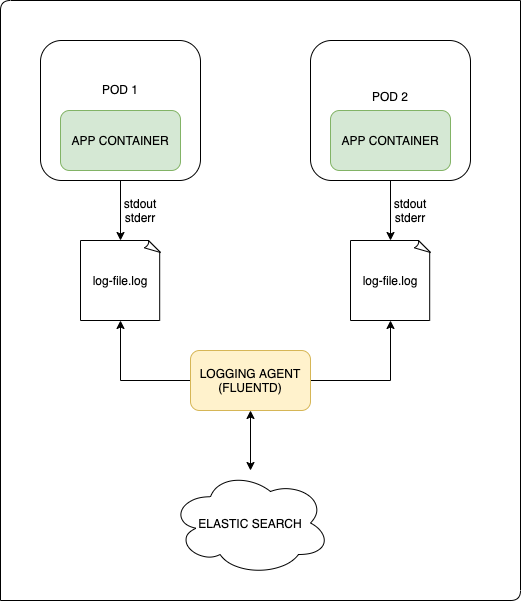 POD 1
APP CONTAINER
stdout
stderr
log-file.log
POD 2
APP CONTAINER
stdout
stderr
log-file.log
LOGGING AGENT
(FLUENTD)
ELASTIC SEARCH